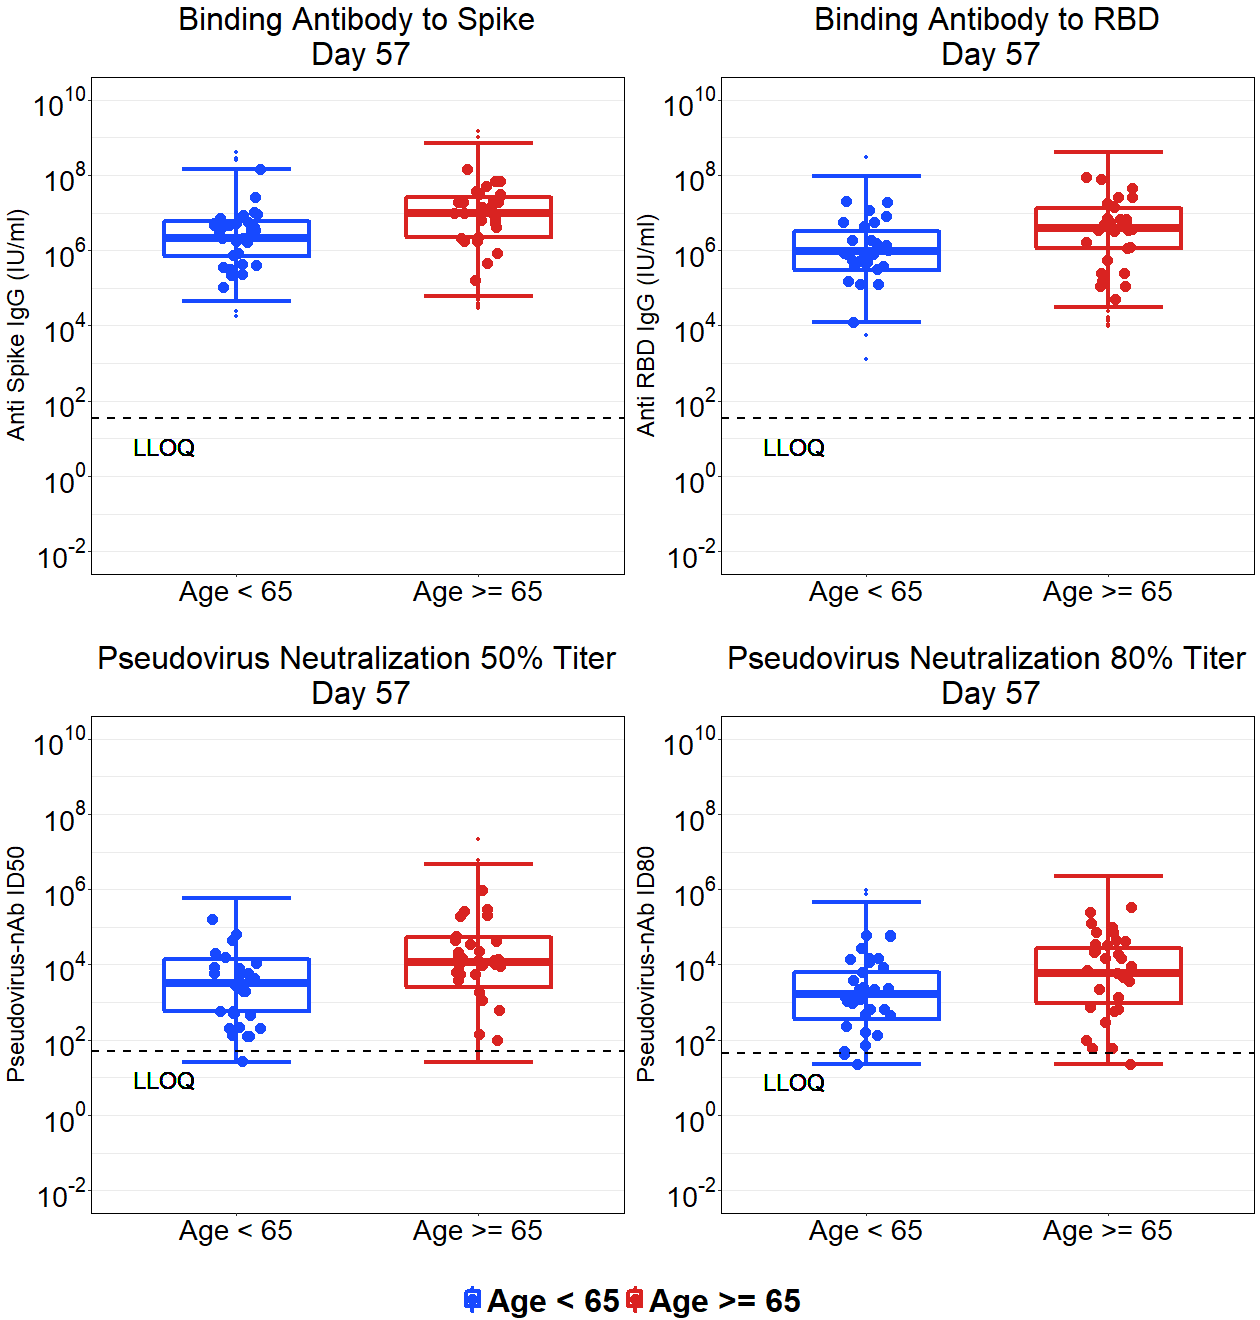 Binding Antibody to Spike
Day 57
Anti Spike IgG (IU/ml)
10^10
10^8
10^6
10^4
10^2
10^0
10^-2
LLOQ
Age < 65
Age >= 65
Binding Antibody to RBD
Day 57
Anti RBD IgG (IU/ml)
10^10
10^8
10^6
10^4
10^2
10^0
10^-2
LLOQ
Age < 65
Age >= 65
Pseudovirus Neutralization 50% Titer
Day 57
Pseudovirus-nAb ID50
10^10
10^8
10^6
10^4
10^2
10^0
10^-2
LLOQ
Age < 65
Age >= 65
Pseudovirus Neutralization 80% Titer
Day 57
Pseudovirus-nAb ID80
10^10
10^8
10^6
10^4
10^2
10^0
10^-2
LLOQ
Age < 65
Age >= 65
Age < 65 Age >= 65